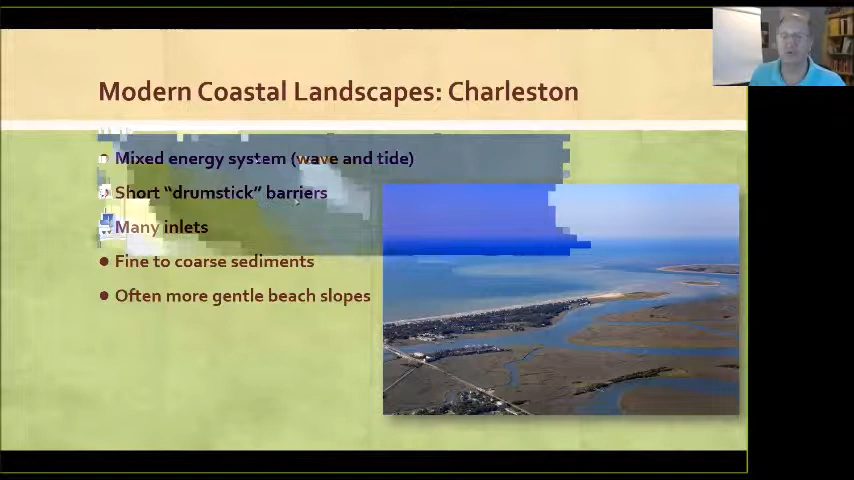 Modern Coastal Landscapes: Charleston
Mixed energy system (wave and tide)
Short “drumstick” barriers
Many inlets
Fine to coarse sediments
Often more gentle beach slopes